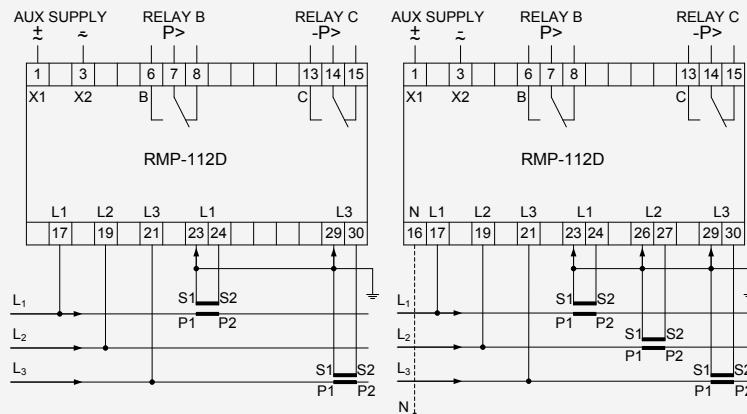 AUX SUPPLY RELAY B RELAY C AUX SUPPLY RELAY B RELAY C
± ~ ~ P> -P> ± ~ ~ P> -P>
1 3 6 7 8 13 14 15 1 3 6 7 8 13 14 15
X1 X2 B C X1 X2 B C
RMP-112D RMP-112D
L1 L2 L3 L1 L3 N L1 L2 L3 L1 L2 L3
17 19 21 23 24 29 30 16 17 19 21 23 24 26 27 29 30
L₁ S1 S2 L₁ S1 S2
P1 P2 P1 P2
L₂ L₂ S1 S2
P1 P2
L₃ S1 S2 L₃ S1 S2
P1 P2 P1 P2
N